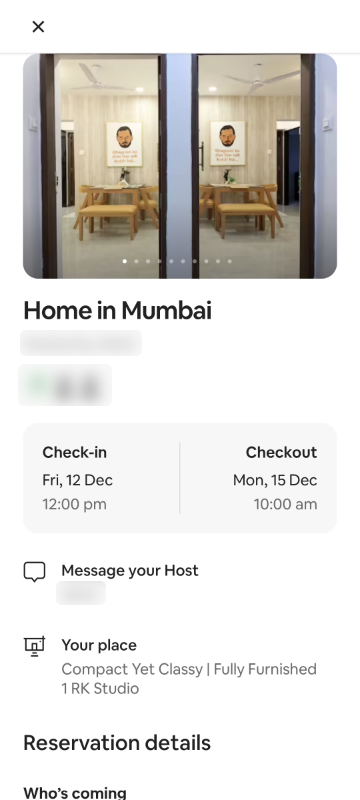 Home in Mumbai
Check-in
Checkout
Fri, 12 Dec
Mon, 15 Dec
12:00 pm
10:00 am
Message your Host
Your place
Compact Yet Classy | Fully Furnished
1 RK Studio
Reservation details
Who's coming